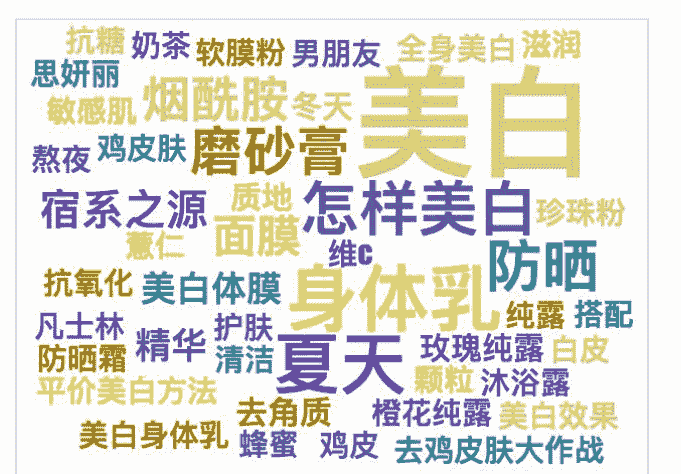 抗糖 奶茶 软膜粉 男朋友 全身美白 滋润
思妍丽 敏感肌 烟酰胺 冬天 美白
熬夜 鸡皮肤 磨砂膏
宿系之源 质地 怎样美白 珍珠粉
薏仁 面膜 维c 防晒
抗氧化 美白体膜 身体乳 纯露 搭配
凡士林 精华 护肤 夏天 玫瑰纯露 白皮
防晒霜 清洁 颗粒 沐浴露
平价美白方法 去角质 橙花纯露 美白效果
美白身体乳 蜂蜜 鸡皮 去鸡皮肤大作战